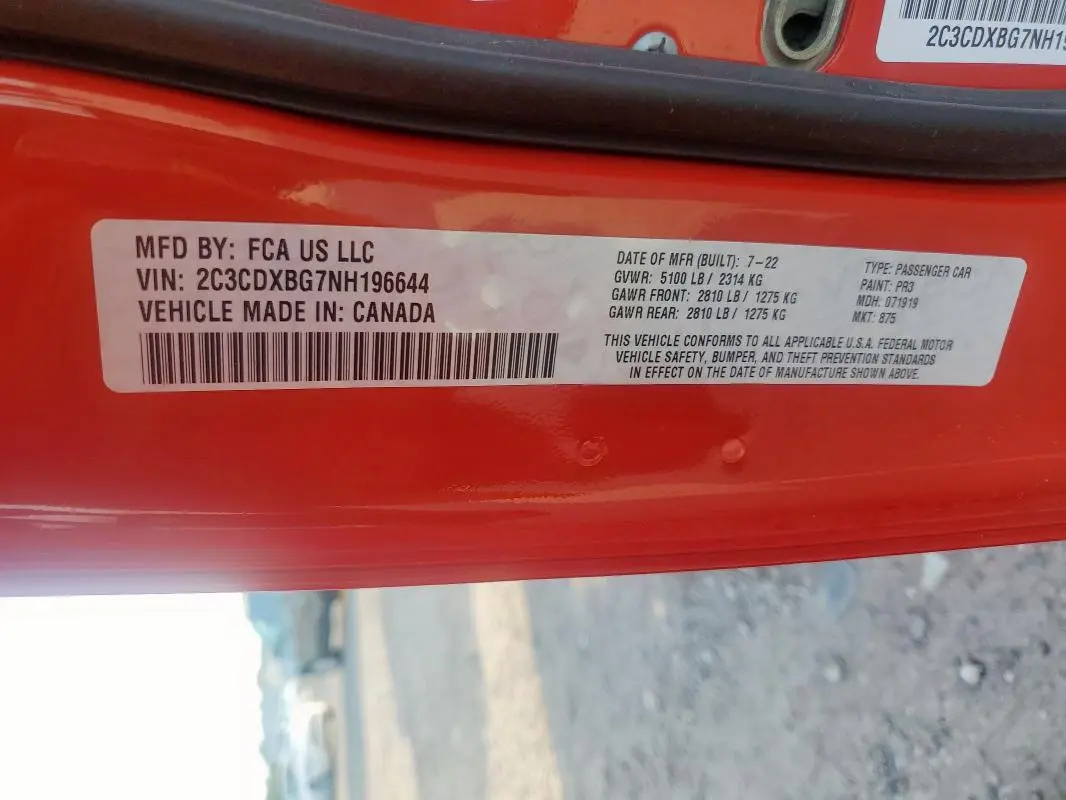 2C3CDXBG7NH19
MFD BY: FCA US LLC
VIN: 2C3CDXBG7NH196644
VEHICLE MADE IN: CANADA
DATE OF MFR (BUILT): 7-22
GVWR: 5100 LB / 2314 KG
GAWR FRONT: 2810 LB / 1275 KG
GAWR REAR: 2810 LB / 1275 KG
TYPE: PASSENGER CAR
PAINT: PR3
MDH: 071919
MKT: 875
THIS VEHICLE CONFORMS TO ALL APPLICABLE U.S.A. FEDERAL MOTOR
VEHICLE SAFETY, BUMPER, AND THEFT PREVENTION STANDARDS
IN EFFECT ON THE DATE OF MANUFACTURE SHOWN ABOVE.